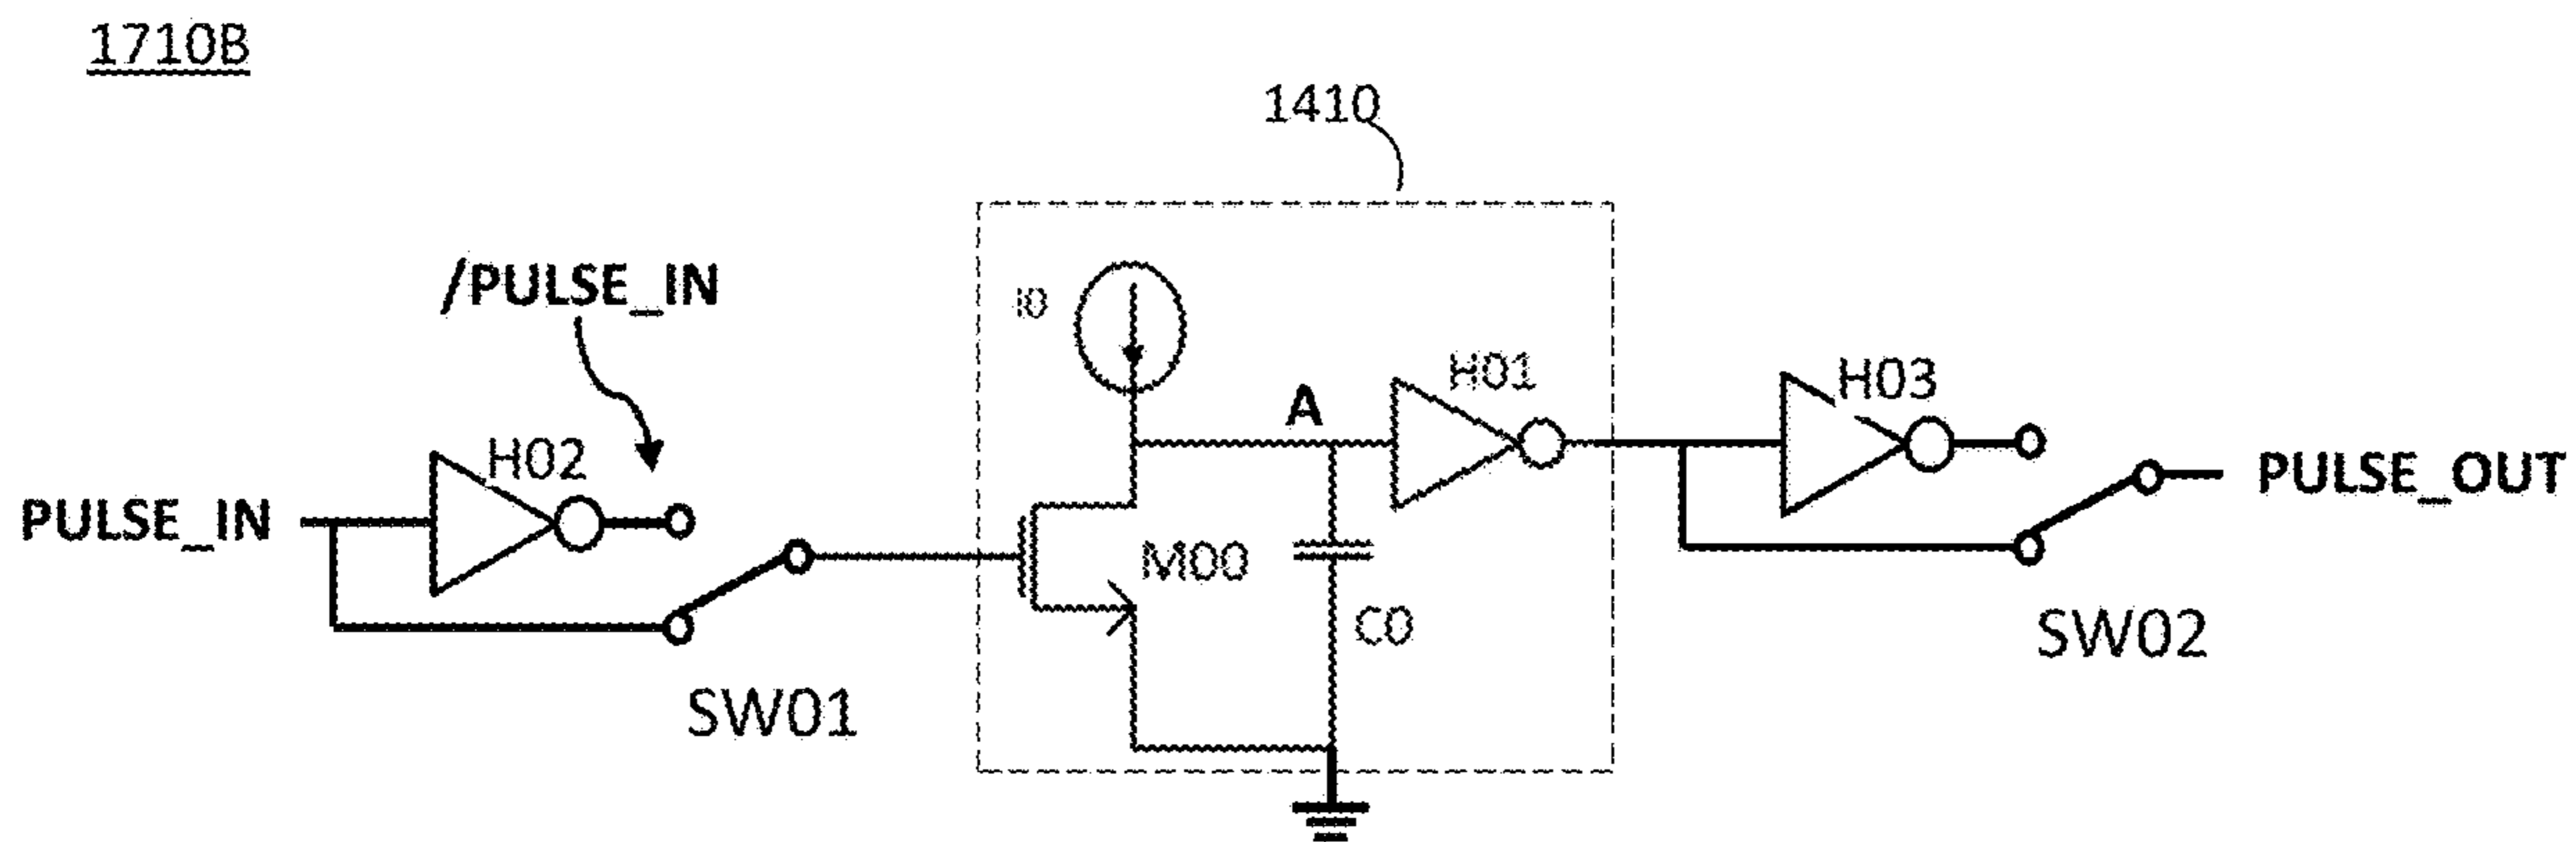 1710B
1410
/PULSE_IN
I0
H02
A
H01
H03
PULSE_IN
M00
C0
PULSE_OUT
SW01
SW02